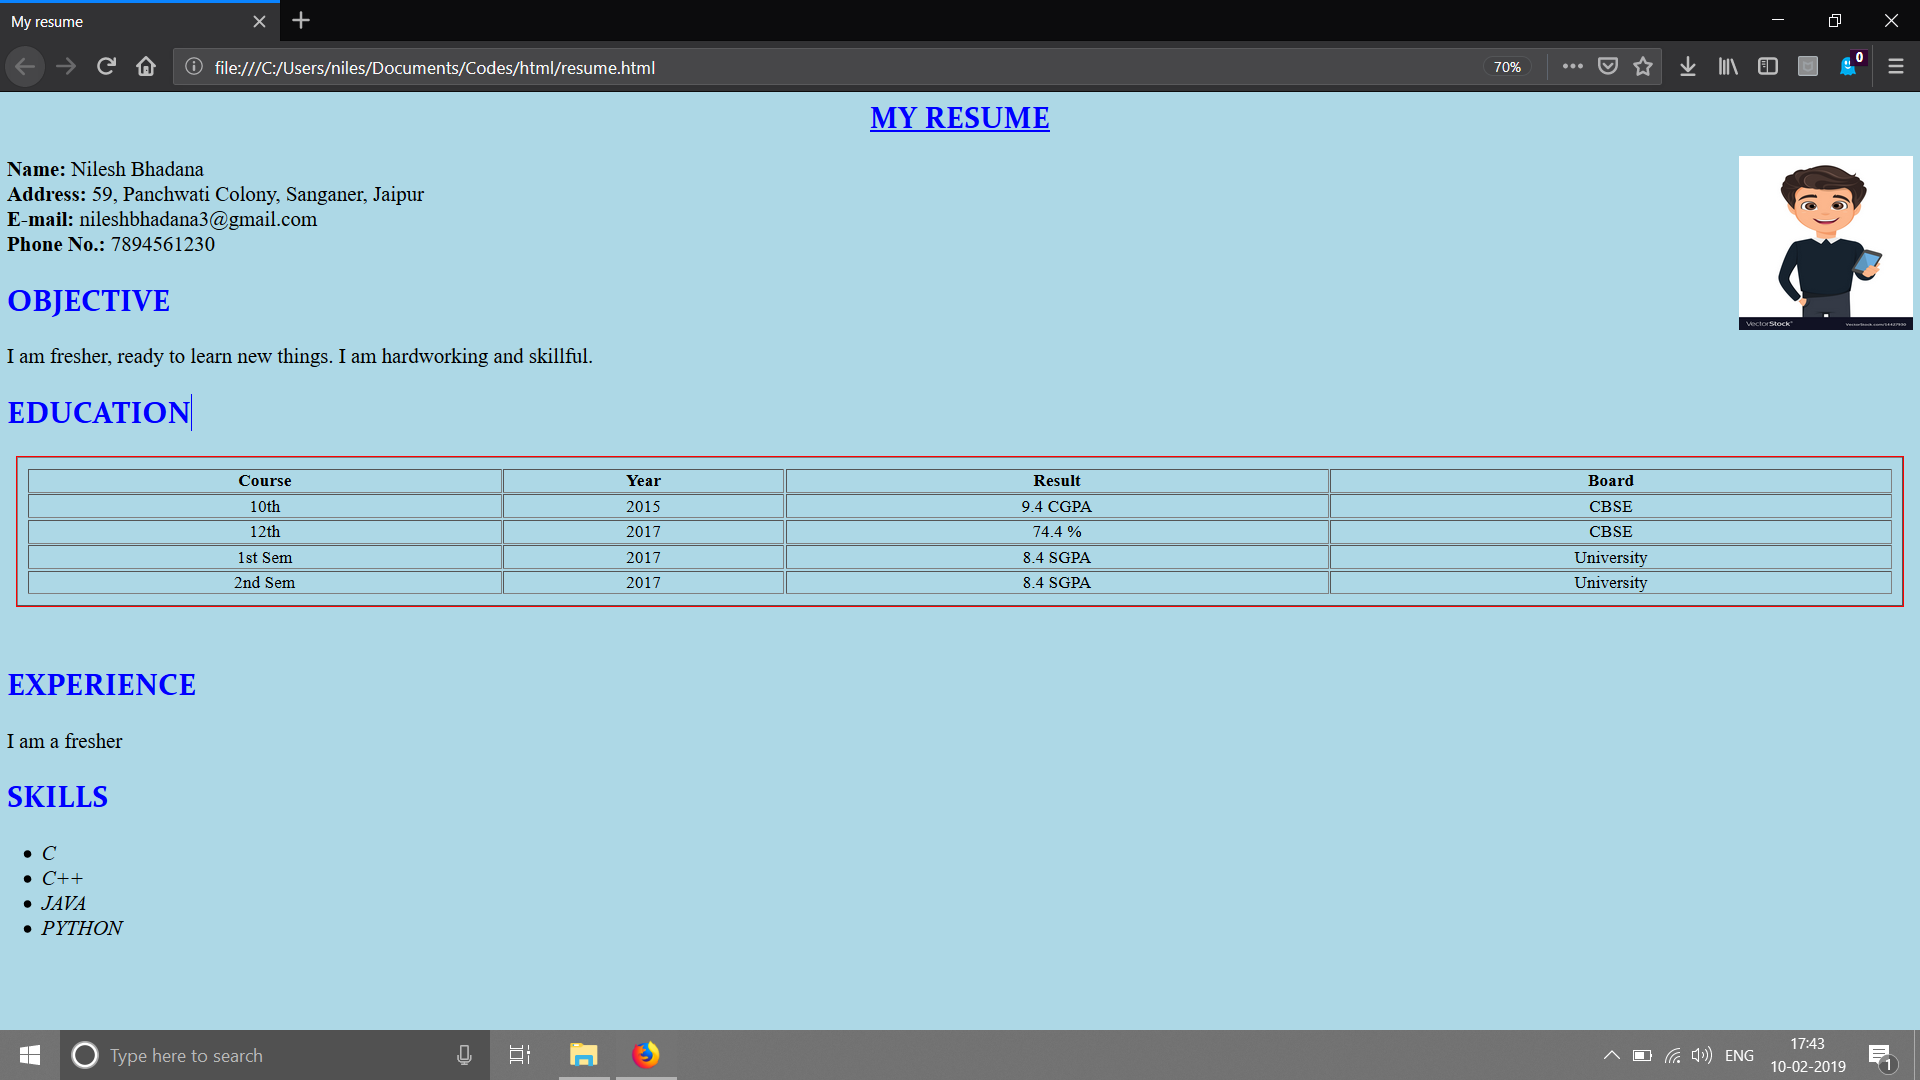 My resume
file:///C:/Users/niles/Documents/Codes/html/resume.html
70%
0
MY RESUME
Name: Nilesh Bhadana
Address: 59, Panchwati Colony, Sanganer, Jaipur
E-mail: nileshbhadana3@gmail.com
Phone No.: 7894561230
VectorStock
OBJECTIVE
I am fresher, ready to learn new things. I am hardworking and skillful.
EDUCATION
Course Year Result Board
10th 2015 9.4 CGPA CBSE
12th 2017 74.4 % CBSE
1st Sem 2017 8.4 SGPA University
2nd Sem 2017 8.4 SGPA University
EXPERIENCE
I am a fresher
SKILLS
• C
• C++
• JAVA
• PYTHON
Type here to search
ENG
17:43
10-02-2019
1